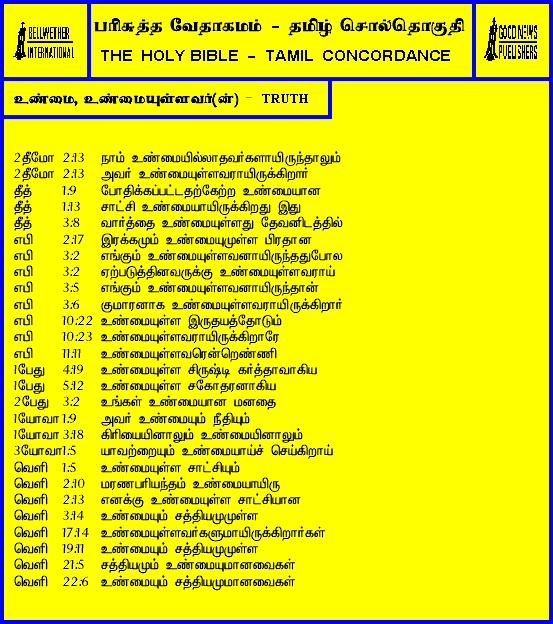 BELLWETHER
INTERNATIONAL
பரிசுத்த வேதாகமம் - தமிழ் சொல்தொகுதி
THE HOLY BIBLE - TAMIL CONCORDANCE
GOOD NEWS
PUBLISHERS
உண்மை, உண்மையுள்ளவர்(ன்) - TRUTH
2தீமோ 2:13 நாம் உண்மையில்லாதவர்களாயிருந்தாலும்
2தீமோ 2:13 அவர் உண்மையுள்ளவராயிருக்கிறார்
தீத் 1:9 போதிக்கப்பட்டதற்கேற்ற உண்மையான
தீத் 1:13 சாட்சி உண்மையாயிருக்கிறது இது
தீத் 3:8 வார்த்தை உண்மையுள்ளது தேவனிடத்தில்
எபி 2:17 இரக்கமும் உண்மையுமுள்ள பிரதான
எபி 3:2 எங்கும் உண்மையுள்ளவனாயிருந்ததுபோல
எபி 3:2 ஏற்படுத்தினவருக்கு உண்மையுள்ளவராய்
எபி 3:5 எங்கும் உண்மையுள்ளவனாயிருந்தான்
எபி 3:6 குமாரனாக உண்மையுள்ளவராயிருக்கிறார்
எபி 10:22 உண்மையுள்ள இருதயத்தோடும்
எபி 10:23 உண்மையுள்ளவராயிருக்கிறாரே
எபி 11:11 உண்மையுள்ளவரென்றெண்ணி
1பேது 4:19 உண்மையுள்ள சிருஷ்டி கர்த்தாவாகிய
1பேது 5:12 உண்மையுள்ள சகோதரனாகிய
2பேது 3:2 உங்கள் உண்மையான மனதை
1யோவா 1:9 அவர் உண்மையும் நீதியும்
1யோவா 3:18 கிரியையினாலும் உண்மையினாலும்
3யோவா 1:5 யாவற்றையும் உண்மையாய்ச் செய்கிறாய்
வெளி 1:5 உண்மையுள்ள சாட்சியும்
வெளி 2:10 மரணபரியந்தம் உண்மையாயிரு
வெளி 2:13 எனக்கு உண்மையுள்ள சாட்சியான
வெளி 3:14 உண்மையும் சத்தியமுமுள்ள
வெளி 17:14 உண்மையுள்ளவர்களுமாயிருக்கிறார்கள்
வெளி 19:11 உண்மையும் சத்தியமுமுள்ள
வெளி 21:5 சத்தியமும் உண்மையுமானவைகள்
வெளி 22:6 உண்மையும் சத்தியமுமானவைகள்